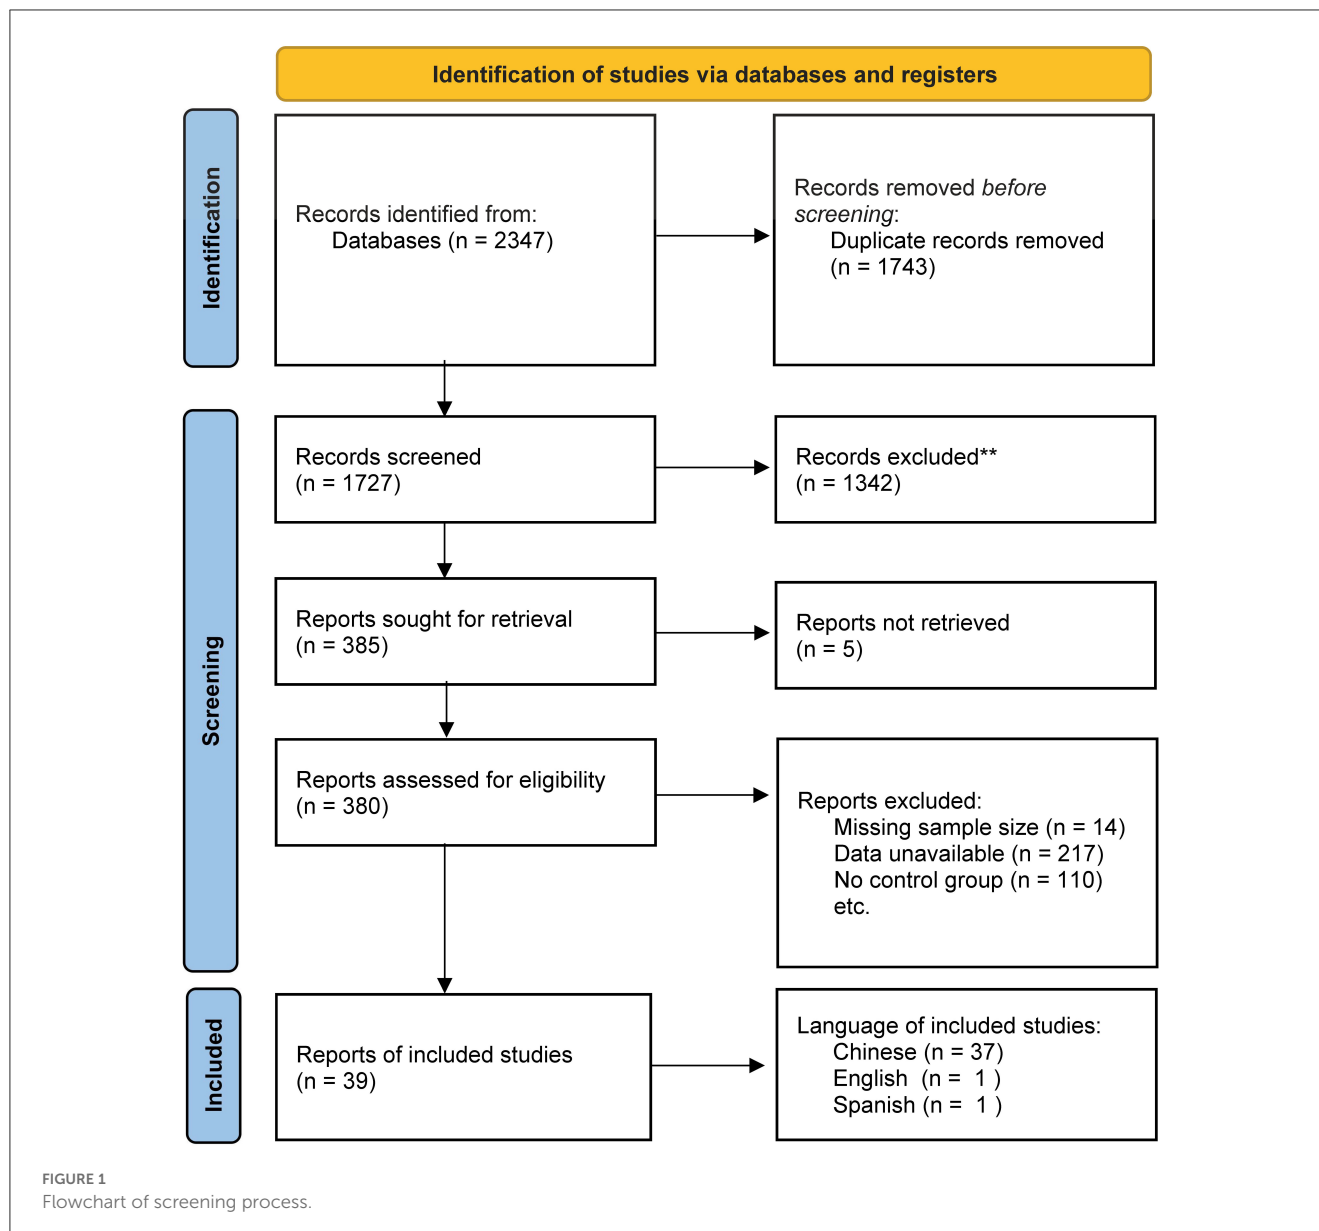 Identification of studies via databases and registers
Identification
Records identified from:
Databases (n = 2347)
Records removed before
screening:
Duplicate records removed
(n = 1743)
Screening
Records screened
(n = 1727)
Records excluded**
(n = 1342)
Reports sought for retrieval
(n = 385)
Reports not retrieved
(n = 5)
Reports assessed for eligibility
(n = 380)
Reports excluded:
Missing sample size (n = 14)
Data unavailable (n = 217)
No control group (n = 110)
etc.
Included
Reports of included studies
(n = 39)
Language of included studies:
Chinese (n = 37)
English (n = 1 )
Spanish (n = 1 )
FIGURE 1
Flowchart of screening process.